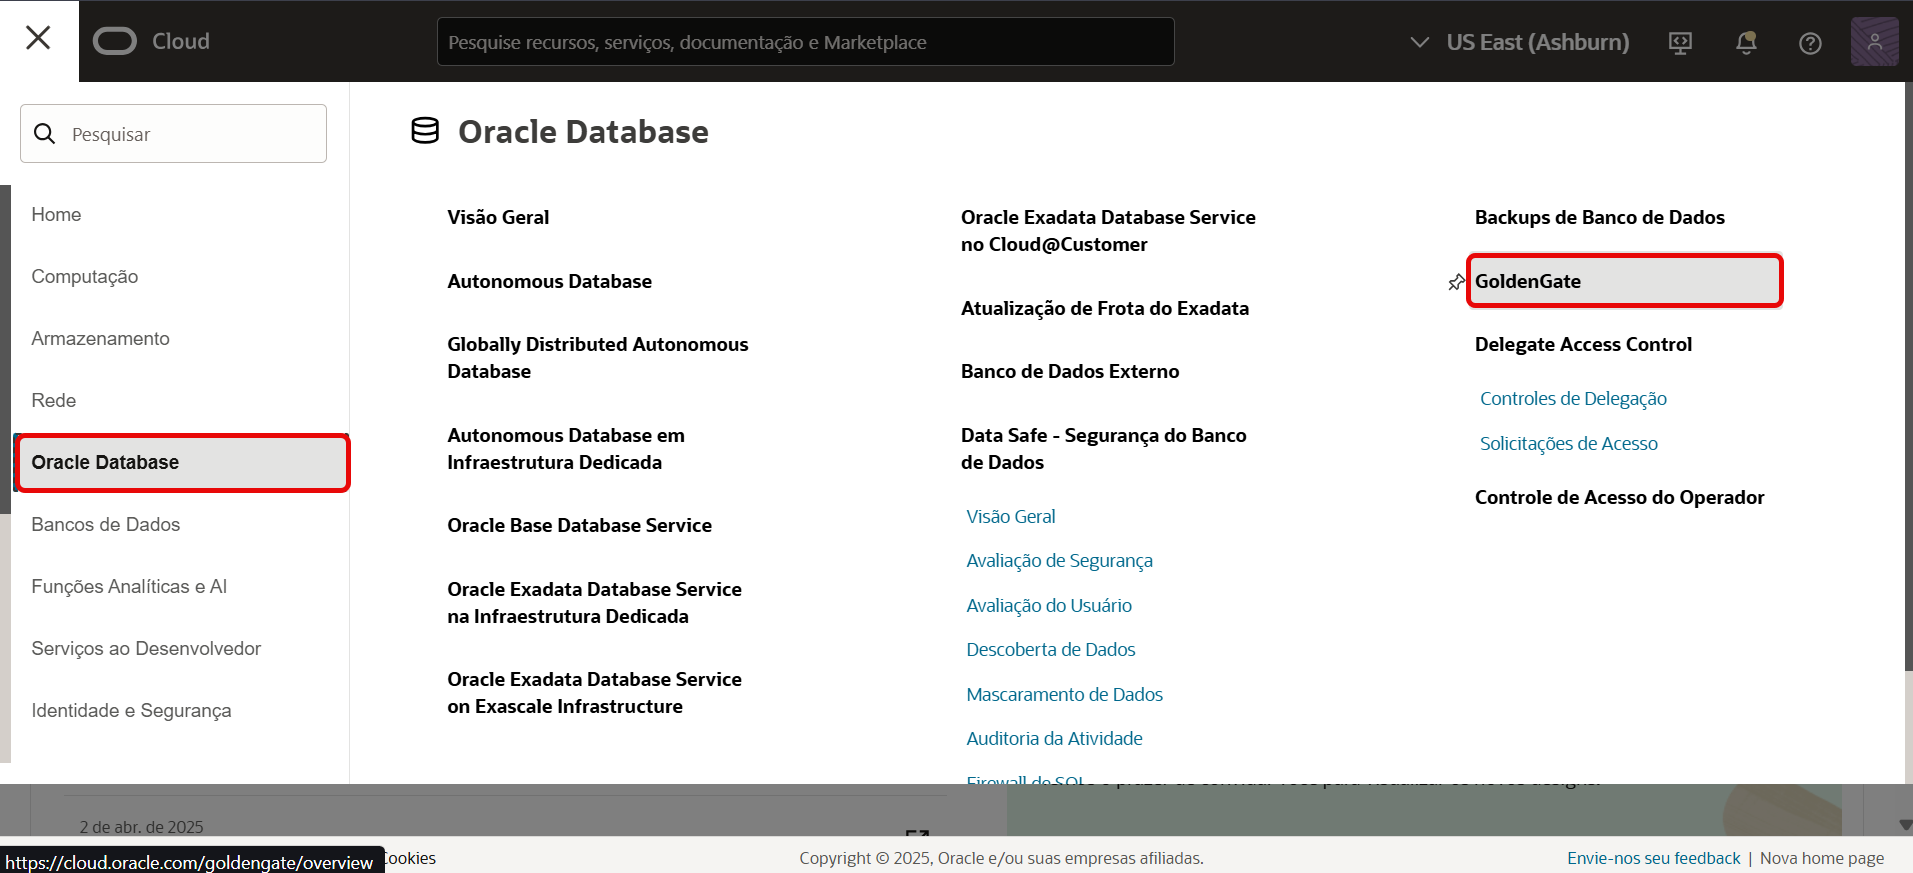 Cloud
Pesquise recursos, serviços, documentação e Marketplace
US East (Ashburn)
Pesquisar
Home
Computação
Armazenamento
Rede
Oracle Database
Bancos de Dados
Funções Analíticas e AI
Serviços ao Desenvolvedor
Identidade e Segurança
Oracle Database
Visão Geral
Autonomous Database
Globally Distributed Autonomous
Database
Autonomous Database em
Infraestrutura Dedicada
Oracle Base Database Service
Oracle Exadata Database Service
na Infraestrutura Dedicada
Oracle Exadata Database Service
on Exascale Infrastructure
Oracle Exadata Database Service
no Cloud@Customer
Atualização de Frota do Exadata
Banco de Dados Externo
Data Safe - Segurança do Banco
de Dados
Visão Geral
Avaliação de Segurança
Avaliação do Usuário
Descoberta de Dados
Mascaramento de Dados
Auditoria da Atividade
Firewall de SQL
Backups de Banco de Dados
GoldenGate
Delegate Access Control
Controles de Delegação
Solicitações de Acesso
Controle de Acesso do Operador
2 de abr. de 2025
https://cloud.oracle.com/goldengate/overview
Cookies
Copyright © 2025, Oracle e/ou suas empresas afiliadas.
Envie-nos seu feedback | Nova home page